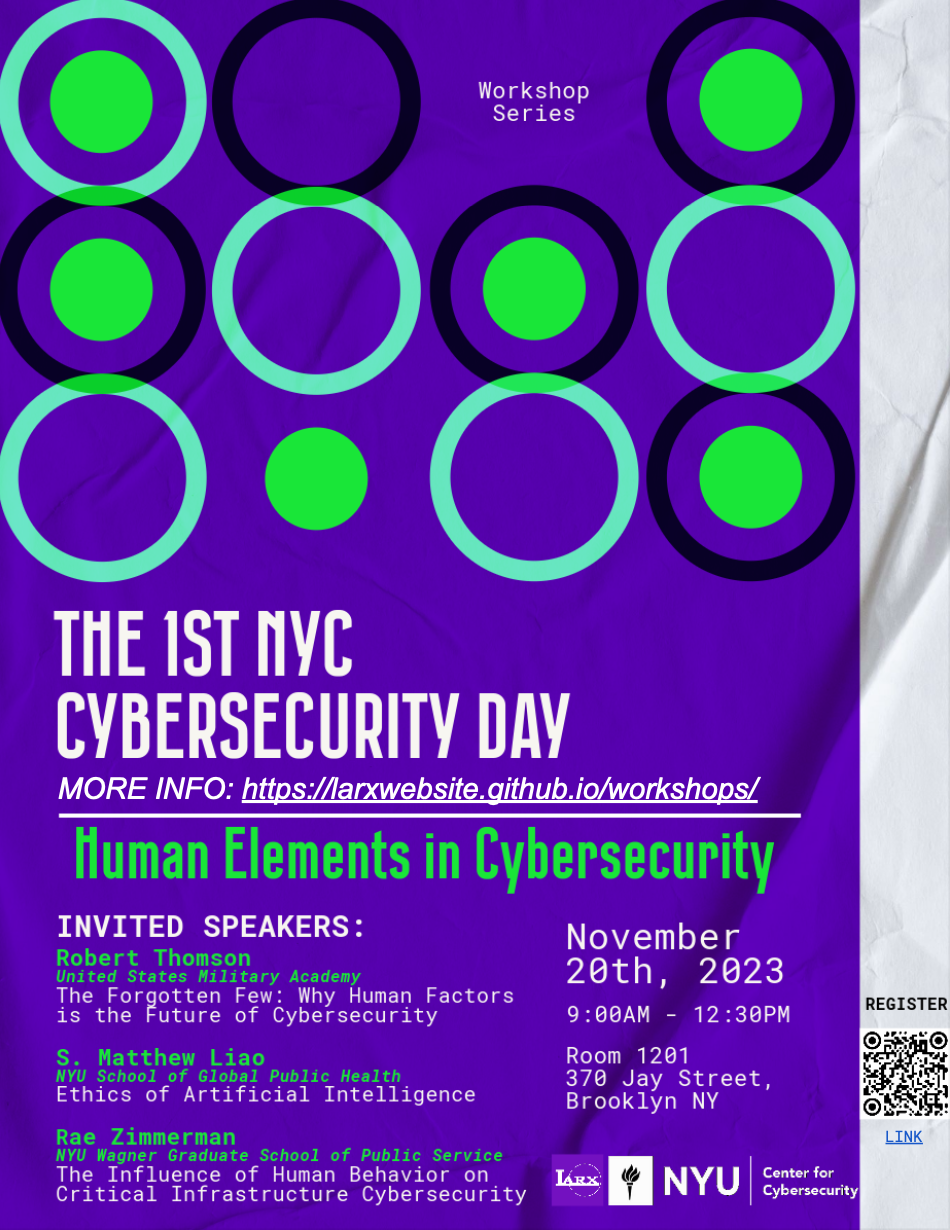 Workshop
Series
THE 1ST NYC
CYBERSECURITY DAY
MORE INFO: https://larxwebsite.github.io/workshops/
Human Elements in Cybersecurity
INVITED SPEAKERS:
Robert Thomson
United States Military Academy
The Forgotten Few: Why Human Factors
is the Future of Cybersecurity
S. Matthew Liao
NYU School of Global Public Health
Ethics of Artificial Intelligence
Rae Zimmerman
NYU Wagner Graduate School of Public Service
The Influence of Human Behavior on
Critical Infrastructure Cybersecurity
November
20th, 2023
9:00AM - 12:30PM
Room 1201
370 Jay Street,
Brooklyn NY
LARX
NYU
Center for
Cybersecurity
REGISTER
LINK